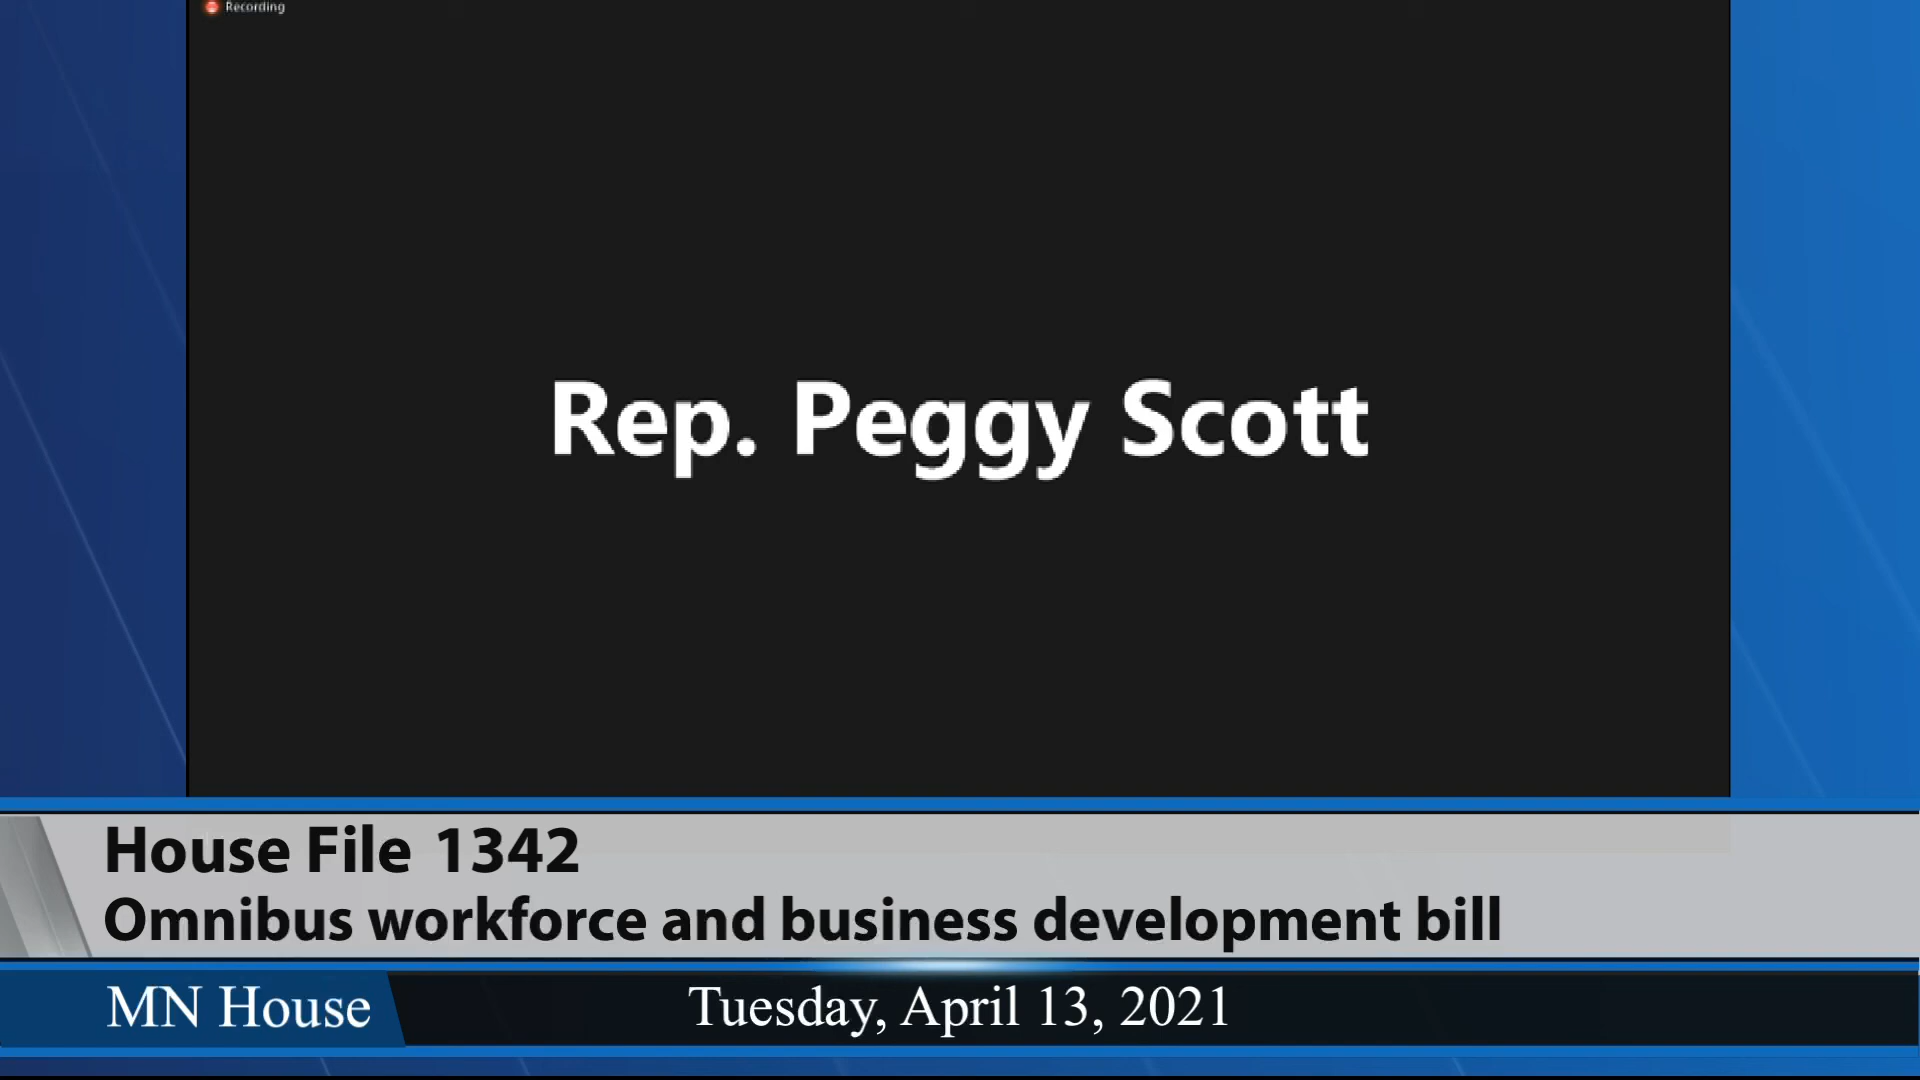 Recording
Rep. Peggy Scott
House File 1342
Omnibus workforce and business development bill
MN House
Tuesday, April 13, 2021